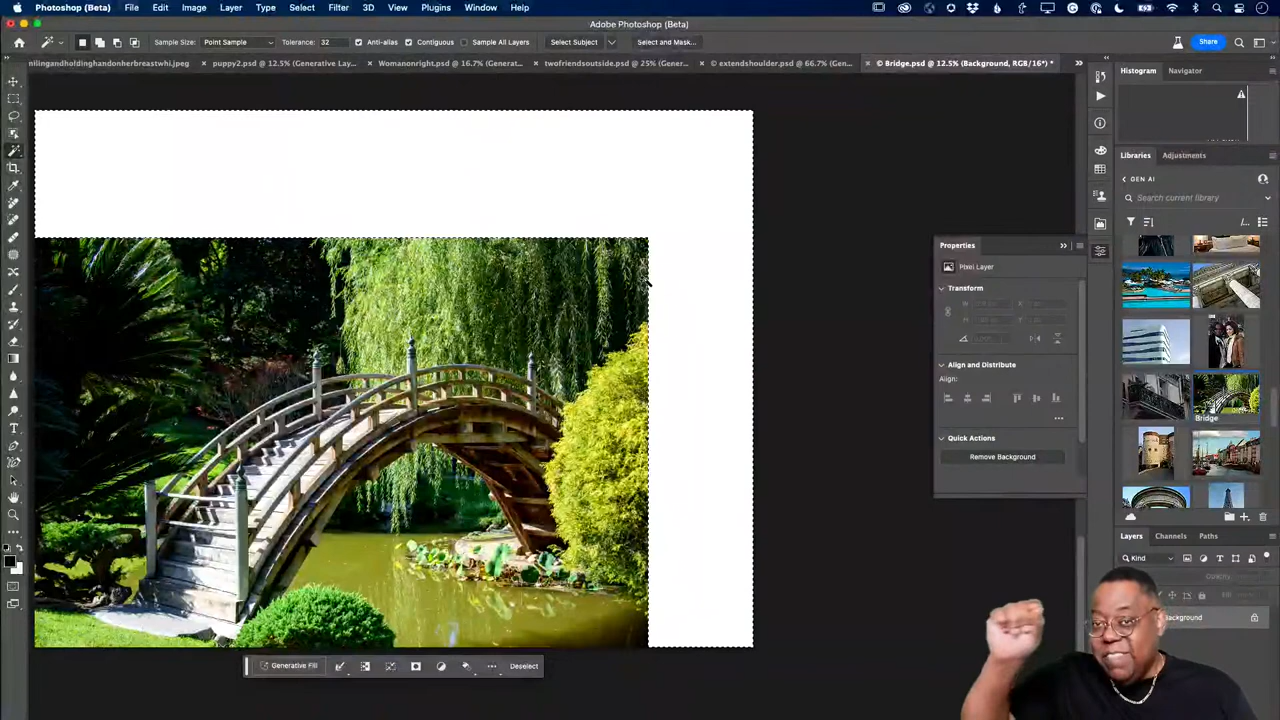 Photoshop (Beta) File Edit Image Layer Type Select Filter 3D View Plugins Window Help
Adobe Photoshop (Beta)
Sample Size: Point Sample Tolerance: 32 Anti-alias Contiguous Sample All Layers Select Subject Select and Mask... Share
ilingandholdinghandonherbreastwhi.jpeg × puppy2.psd @ 12.5% (Generative Lay... × Womanonright.psd @ 16.7% (Generat... × twofriendsoutside.psd @ 25% (Gener... × © extendshoulder.psd @ 66.7% (Gen... × © Bridge.psd @ 12.5% (Background, RGB/16*) *
Histogram Navigator
Libraries Adjustments
GEN AI
Search current library
Properties
Pixel Layer
Transform
Align and Distribute
Align:
Quick Actions
Remove Background
Bridge
Layers Channels Paths
Kind
Opacity:
Fill:
Background
Generative Fill Deselect